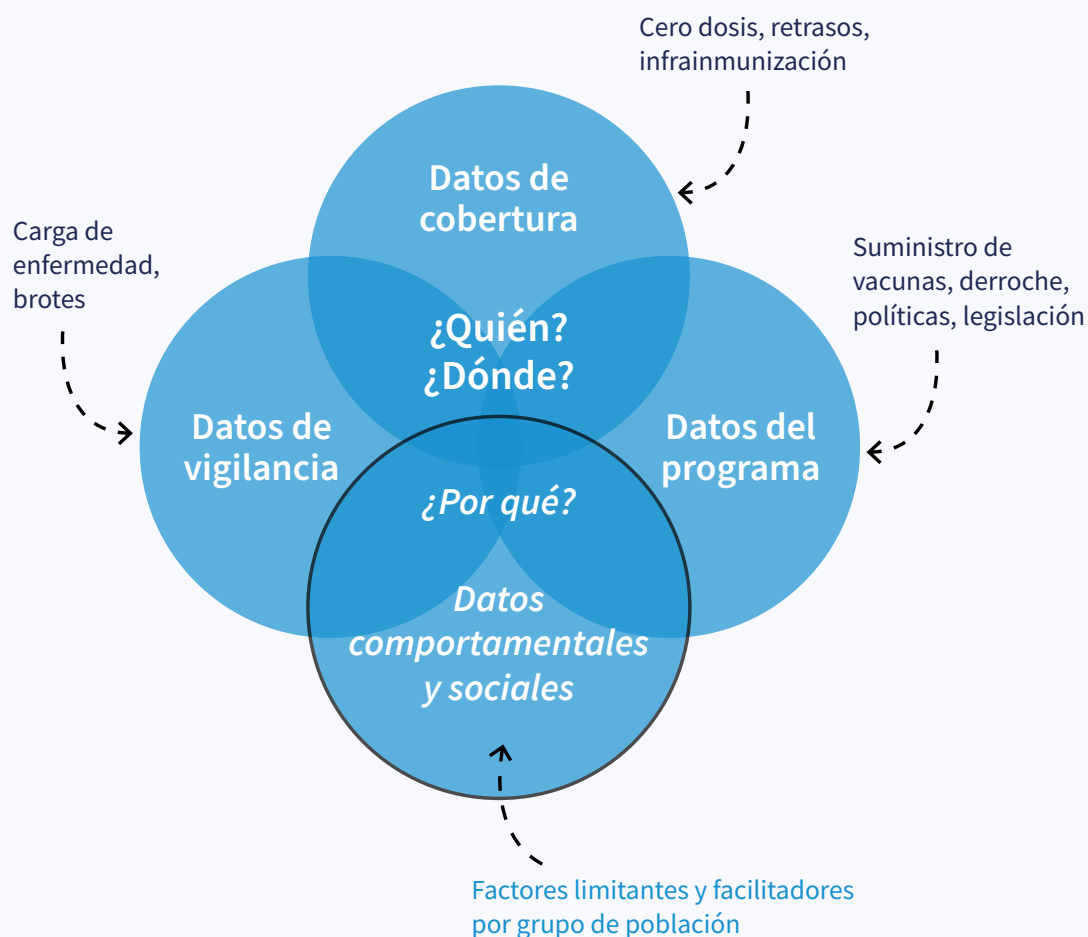 Cero dosis, retrasos,
infrainmunización
Datos de
cobertura
Carga de
enfermedad,
brotes
Suministro de
vacunas, derroche,
políticas, legislación
¿Quién?
¿Dónde?
Datos de
vigilancia
Datos del
programa
¿Por qué?
Datos
comportamentales
y sociales
Factores limitantes y facilitadores
por grupo de población